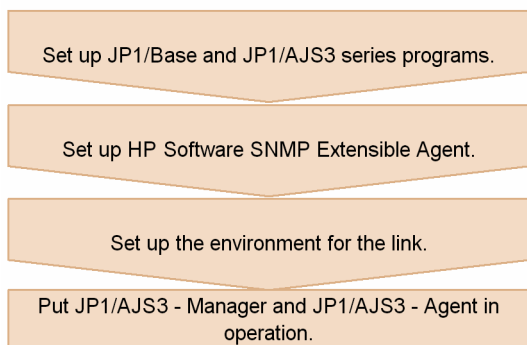 Set up JP1/Base and JP1/AJS3 series programs.
Set up HP Software SNMP Extensible Agent.
Set up the environment for the link.
Put JP1/AJS3 - Manager and JP1/AJS3 - Agent in
operation.